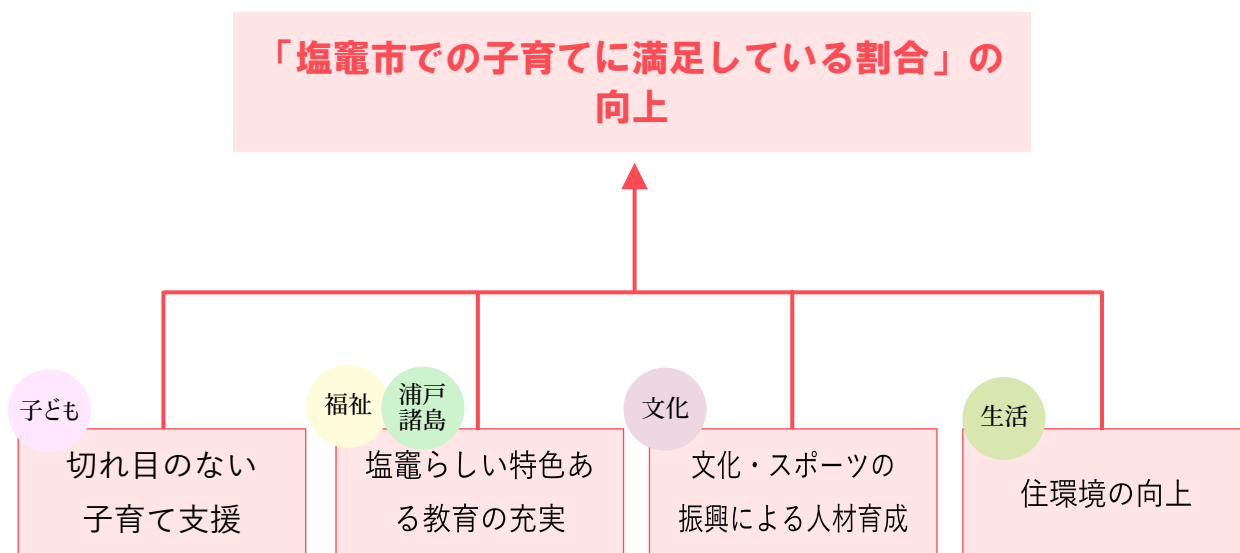 「塩竈市での子育てに満足している割合」の
向上
子ども
切れ目のない
子育て支援
福祉
浦戸
諸島
塩竈らしい特色あ
る教育の充実
文化
文化・スポーツの
振興による人材育成
生活
住環境の向上